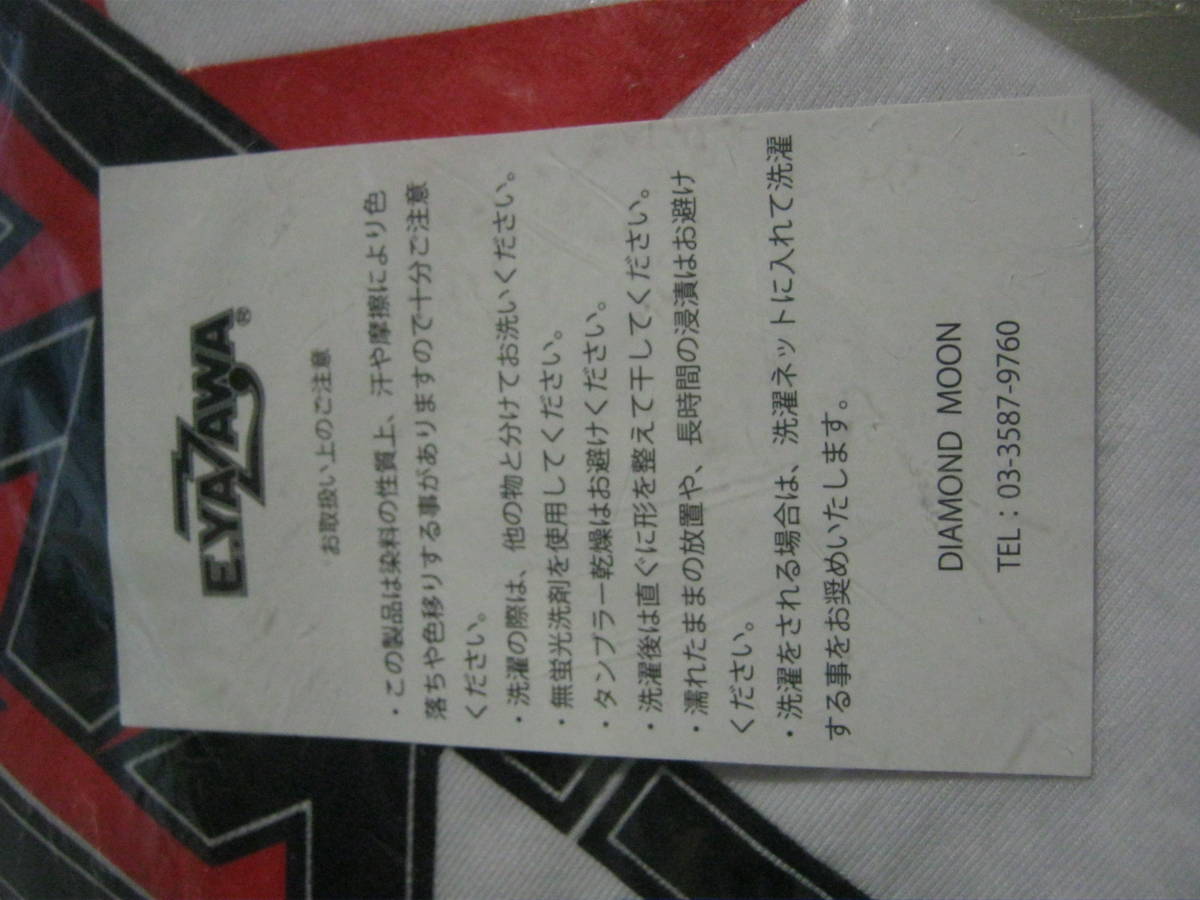 E.YAZAWA®
お取扱い上のご注意
・この製品は染料の性質上、汗や摩擦により色
落ちや色移りする事がありますので十分ご注意
ください。
・洗濯の際は、他の物と分けてお洗いください。
・無蛍光洗剤を使用してください。
・タンブラー乾燥はお避けください。
・洗濯後は直ぐに形を整えて干してください。
・濡れたままの放置や、長時間の浸漬はお避け
ください。
・洗濯をされる場合は、洗濯ネットに入れて洗濯
する事をお奨めいたします。
DIAMOND MOON
TEL：03-3587-9760